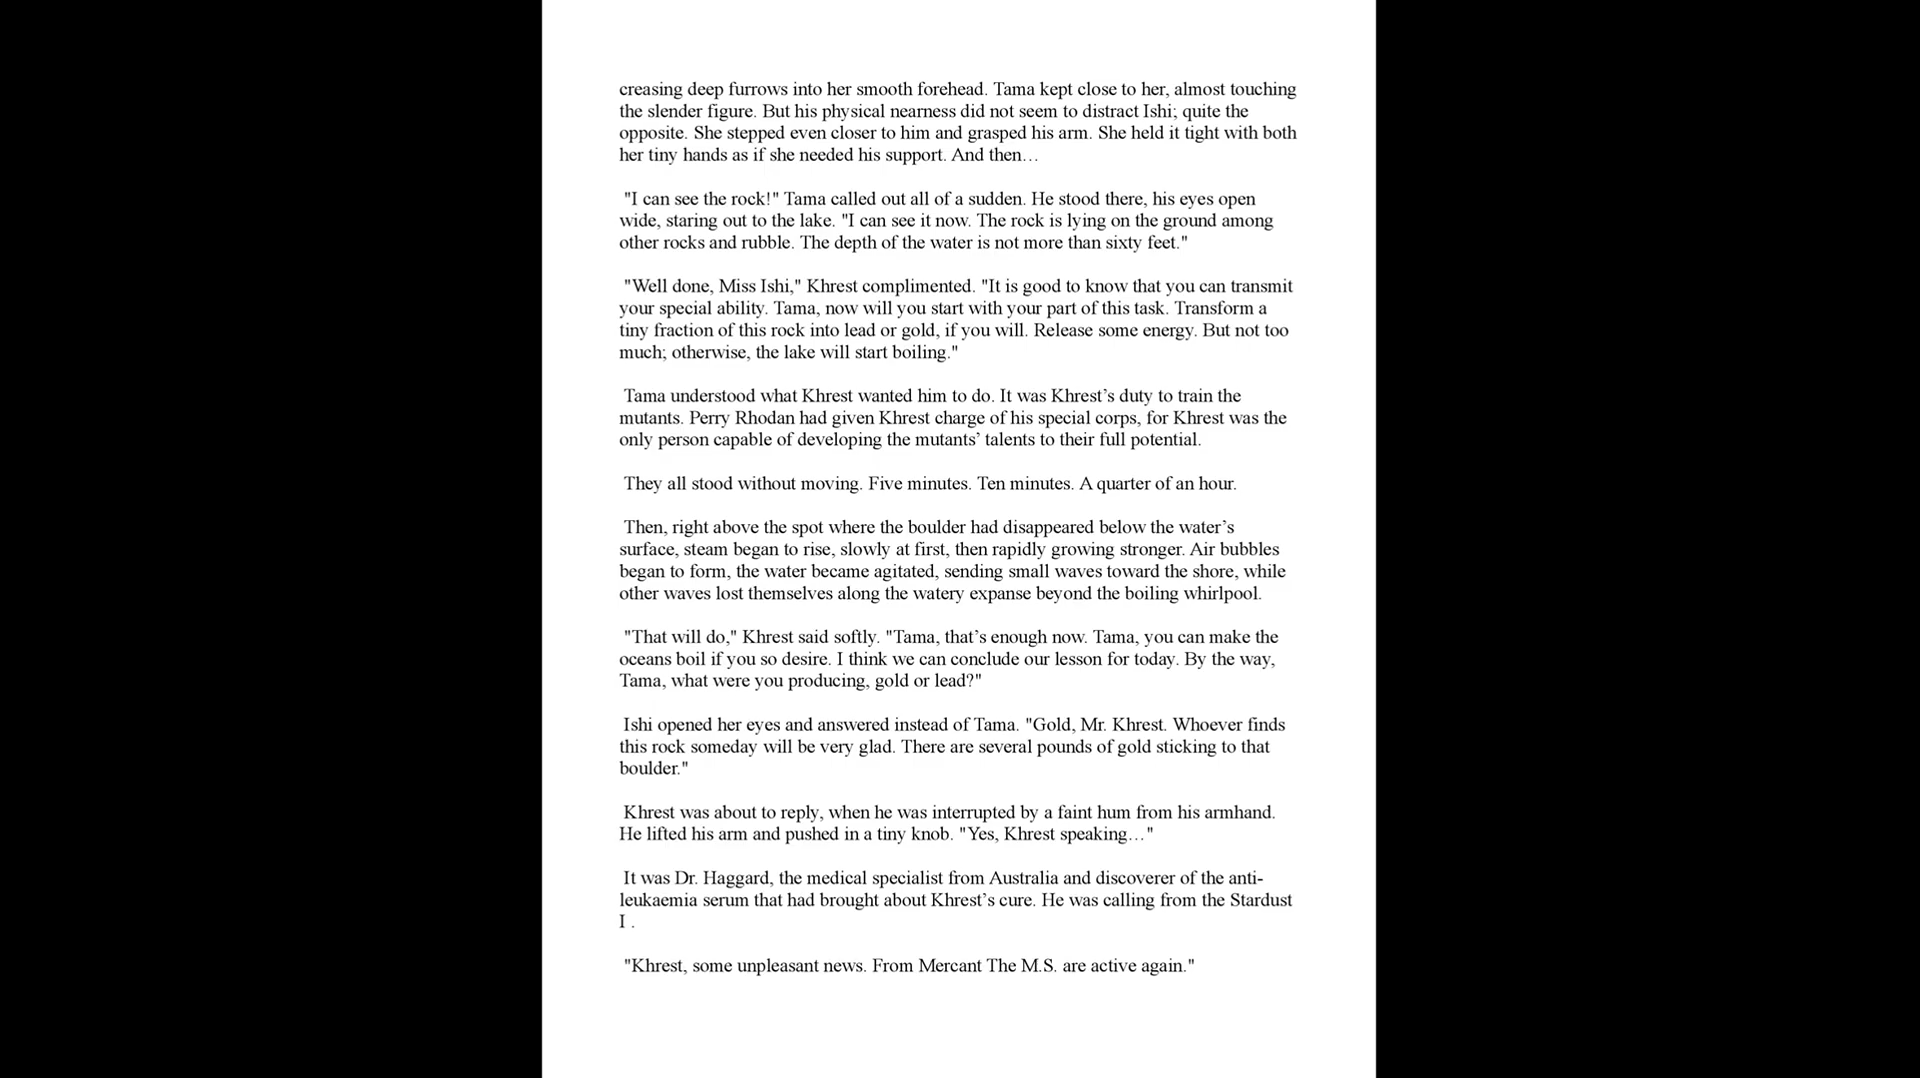 creasing deep furrows into her smooth forehead. Tama kept close to her, almost touching
the slender figure. But his physical nearness did not seem to distract Ishi; quite the
opposite. She stepped even closer to him and grasped his arm. She held it tight with both
her tiny hands as if she needed his support. And then…
"I can see the rock!" Tama called out all of a sudden. He stood there, his eyes open
wide, staring out to the lake. "I can see it now. The rock is lying on the ground among
other rocks and rubble. The depth of the water is not more than sixty feet."
"Well done, Miss Ishi," Khrest complimented. "It is good to know that you can transmit
your special ability. Tama, now will you start with your part of this task. Transform a
tiny fraction of this rock into lead or gold, if you will. Release some energy. But not too
much; otherwise, the lake will start boiling."
Tama understood what Khrest wanted him to do. It was Khrest’s duty to train the
mutants. Perry Rhodan had given Khrest charge of his special corps, for Khrest was the
only person capable of developing the mutants’ talents to their full potential.
They all stood without moving. Five minutes. Ten minutes. A quarter of an hour.
Then, right above the spot where the boulder had disappeared below the water’s
surface, steam began to rise, slowly at first, then rapidly growing stronger. Air bubbles
began to form, the water became agitated, sending small waves toward the shore, while
other waves lost themselves along the watery expanse beyond the boiling whirlpool.
"That will do," Khrest said softly. "Tama, that’s enough now. Tama, you can make the
oceans boil if you so desire. I think we can conclude our lesson for today. By the way,
Tama, what were you producing, gold or lead?"
Ishi opened her eyes and answered instead of Tama. "Gold, Mr. Khrest. Whoever finds
this rock someday will be very glad. There are several pounds of gold sticking to that
boulder."
Khrest was about to reply, when he was interrupted by a faint hum from his armhand.
He lifted his arm and pushed in a tiny knob. "Yes, Khrest speaking…"
It was Dr. Haggard, the medical specialist from Australia and discoverer of the anti-
leukaemia serum that had brought about Khrest’s cure. He was calling from the Stardust
I .
"Khrest, some unpleasant news. From Mercant The M.S. are active again."